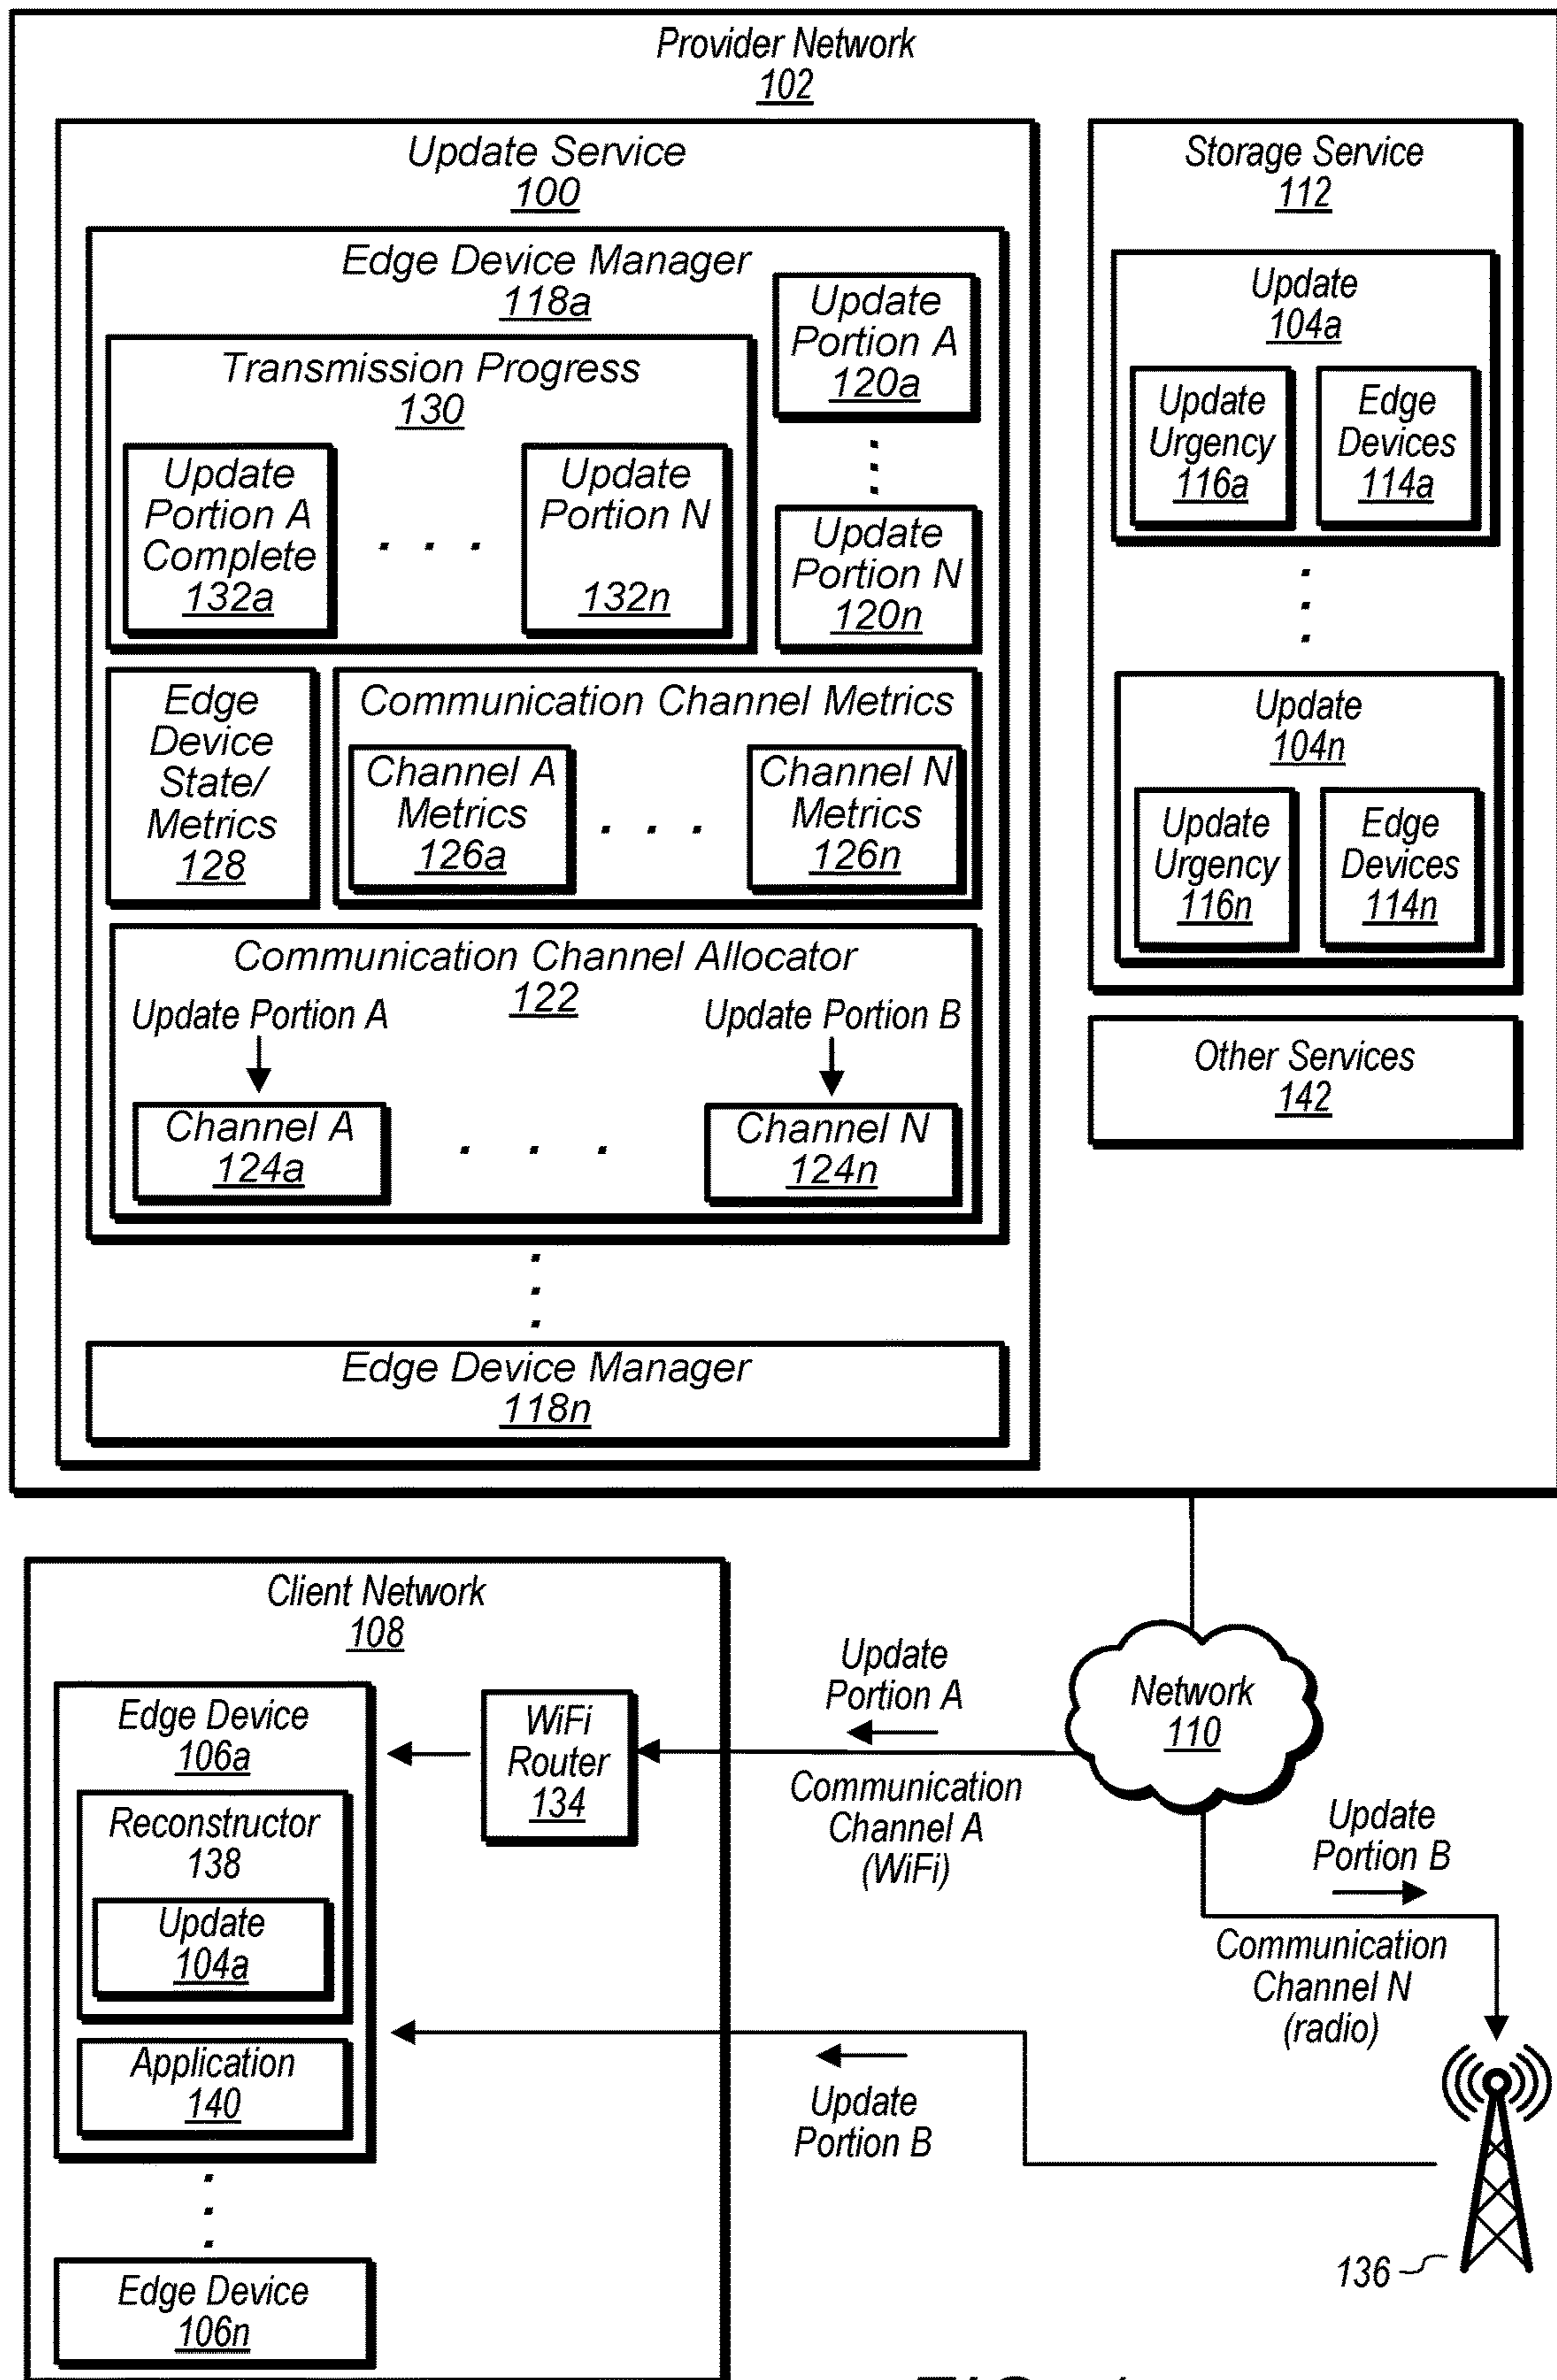 Provider Network
102
Update Service
100
Edge Device Manager
118a
Transmission Progress
130
Update
Portion A
Complete
132a
. . .
Update
Portion N
132n
Update
Portion A
120a
Update
Portion N
120n
Edge
Device
State/
Metrics
128
Communication Channel Metrics
Channel A
Metrics
126a
. . .
Channel N
Metrics
126n
Communication Channel Allocator
122
Update Portion A
Update Portion B
Channel A
124a
. . .
Channel N
124n
Edge Device Manager
118n
Storage Service
112
Update
104a
Update
Urgency
116a
Edge
Devices
114a
Update
104n
Update
Urgency
116n
Edge
Devices
114n
Other Services
142
Client Network
108
Edge Device
106a
Reconstructor
138
Update
104a
Application
140
Edge Device
106n
WiFi
Router
134
Update
Portion A
Communication
Channel A
(WiFi)
Network
110
Update
Portion B
Communication
Channel N
(radio)
Update
Portion B
136